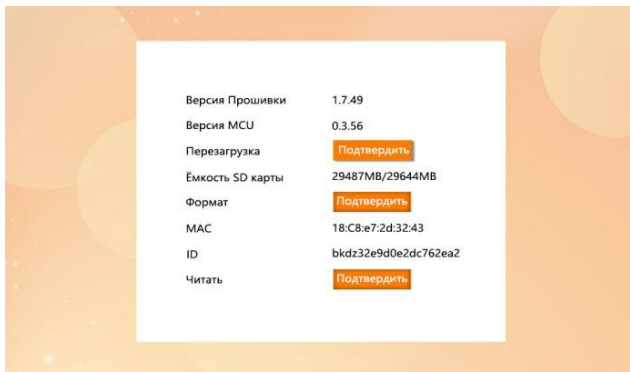 Версия Прошивки 1.7.49
Версия MCU 0.3.56
Перезагрузка Подтвердить
Ёмкость SD карты 29487MB/29644MB
Формат Подтвердить
MAC 18:C8:e7:2d:32:43
ID bkdz32e9d0e2dc762ea2
Читать Подтвердить